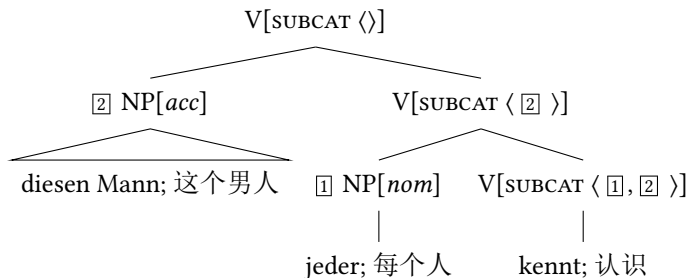 V[SUBCAT ⟨⟩]
[2] NP[acc] V[SUBCAT ⟨ [2] ⟩]
diesen Mann; 这个男人 [1] NP[nom] V[SUBCAT ⟨ [1], [2] ⟩]
jeder; 每个人 kennt; 认识